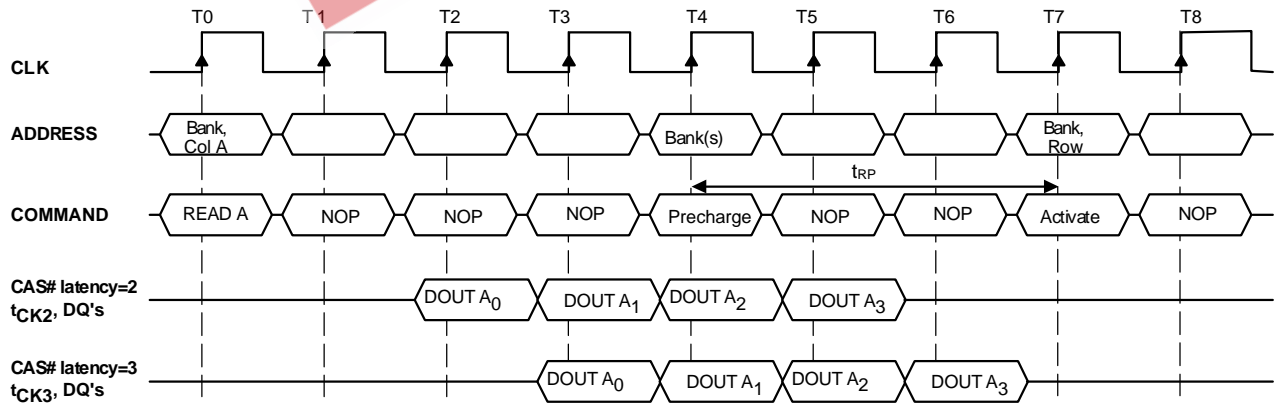 T0 T1 T2 T3 T4 T5 T6 T7 T8
CLK
ADDRESS
Bank,
Col A
Bank(s)
Bank,
Row
tRP
COMMAND
READ A NOP NOP NOP Precharge NOP NOP Activate NOP
CAS# latency=2
tCK2, DQ's
DOUT A0 DOUT A1 DOUT A2 DOUT A3
CAS# latency=3
tCK3, DQ's
DOUT A0 DOUT A1 DOUT A2 DOUT A3